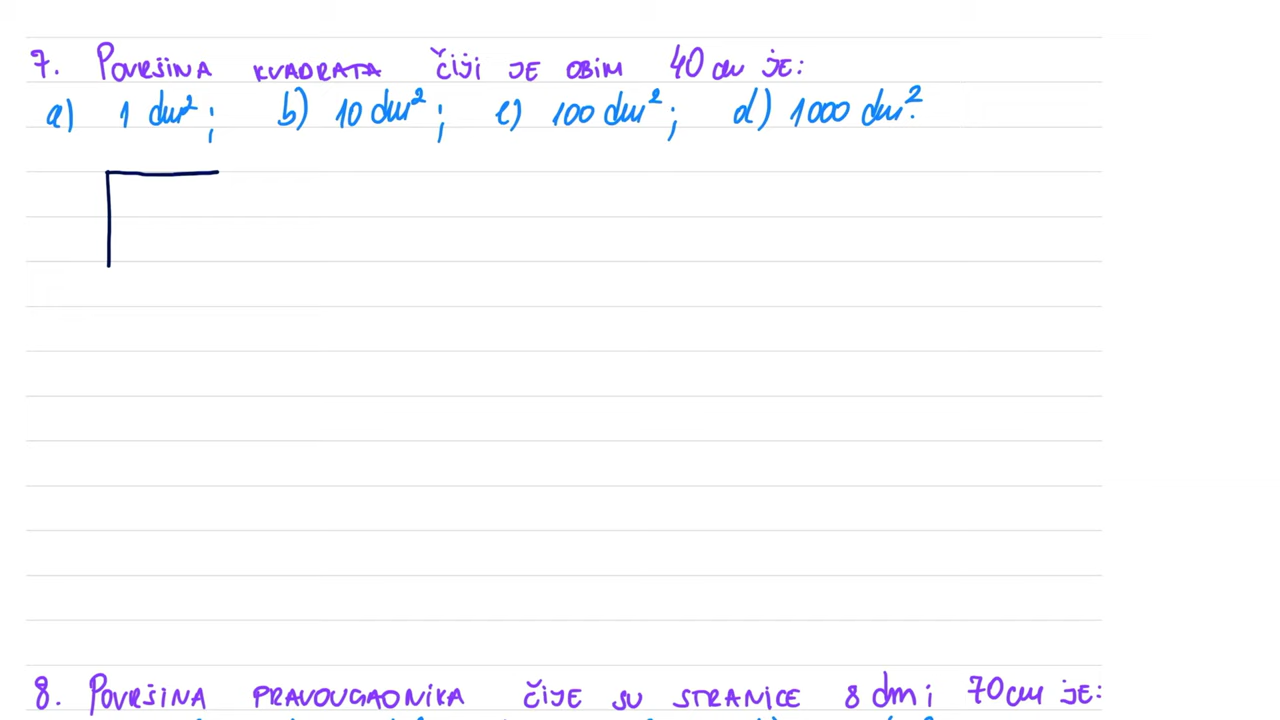 7. Površina kvadrata čiji je obim 40 cm je:
a) 1 dm²; b) 10 dm²; c) 100 dm²; d) 1000 dm².
8. Površina pravougaonika čije su stranice 8 dm i 70 cm je: